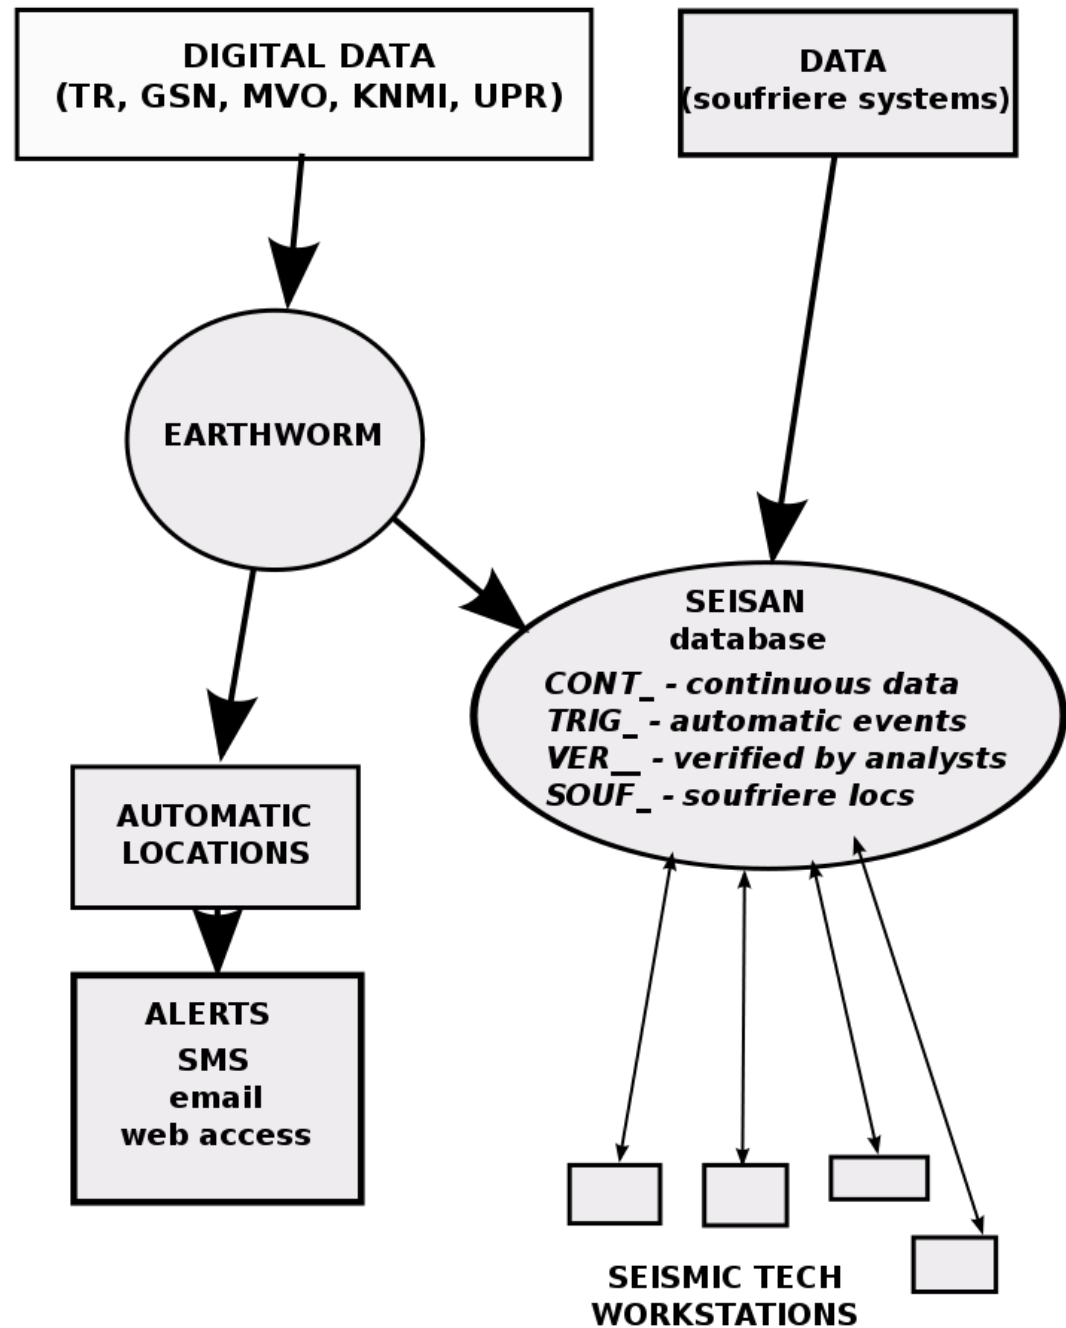 DIGITAL DATA
(TR, GSN, MVO, KNMI, UPR)
DATA
(soufriere systems)
EARTHWORM
SEISAN
database
CONT_ - continuous data
TRIG_ - automatic events
VER__ - verified by analysts
SOUF_ - soufriere locs
AUTOMATIC
LOCATIONS
ALERTS
SMS
email
web access
SEISMIC TECH
WORKSTATIONS